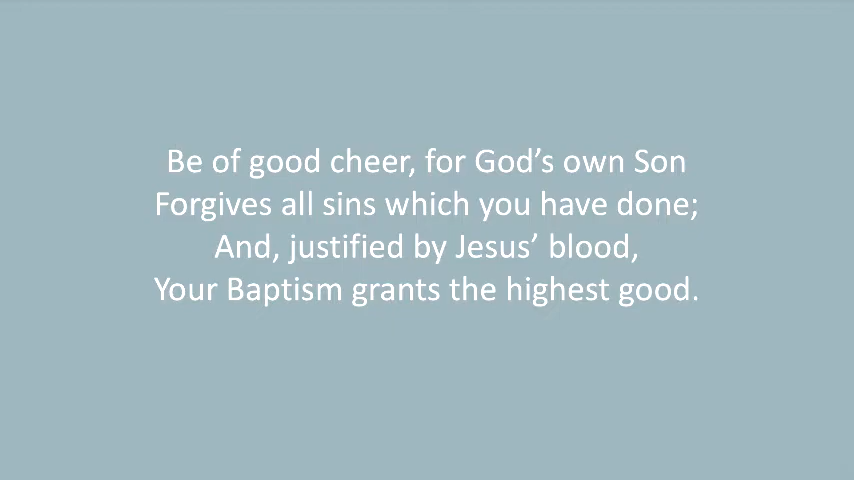 Be of good cheer, for God’s own Son
Forgives all sins which you have done;
And, justified by Jesus’ blood,
Your Baptism grants the highest good.